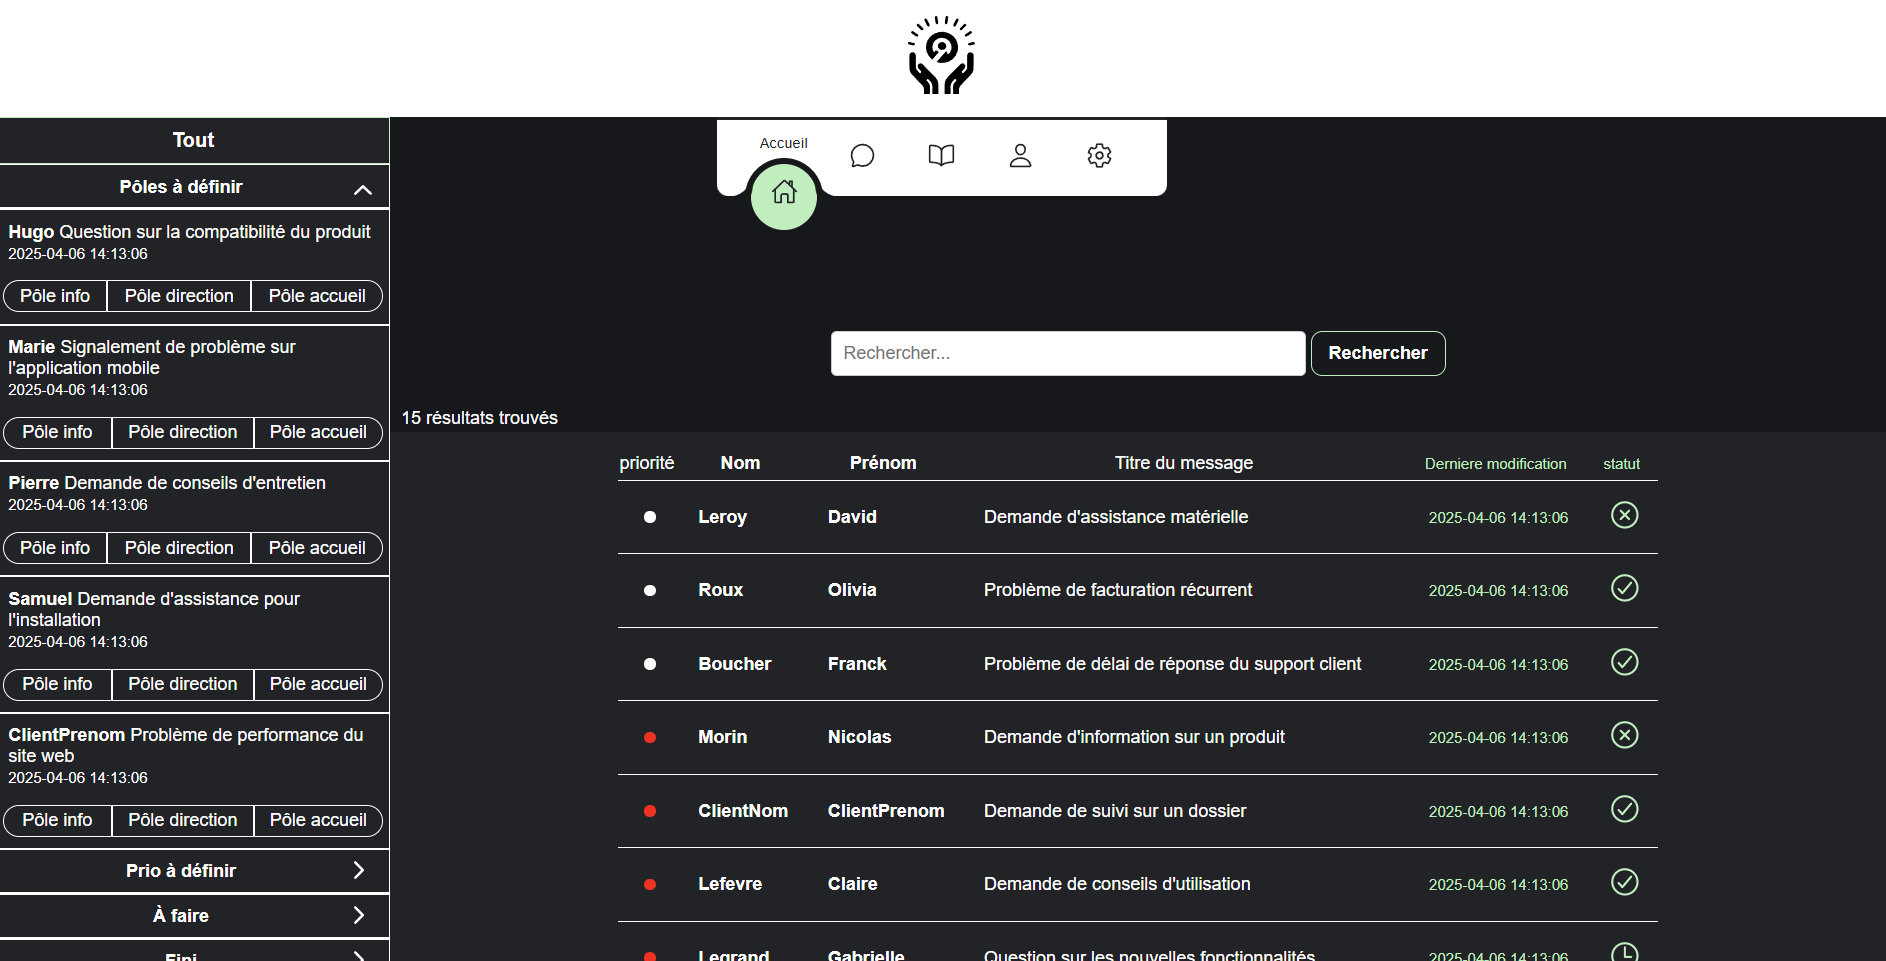 Tout
Pôles à définir
Hugo Question sur la compatibilité du produit
2025-04-06 14:13:06
Pôle info Pôle direction Pôle accueil
Marie Signalement de problème sur
l'application mobile
2025-04-06 14:13:06
Pôle info Pôle direction Pôle accueil
Pierre Demande de conseils d'entretien
2025-04-06 14:13:06
Pôle info Pôle direction Pôle accueil
Samuel Demande d'assistance pour
l'installation
2025-04-06 14:13:06
Pôle info Pôle direction Pôle accueil
ClientPrenom Problème de performance du
site web
2025-04-06 14:13:06
Pôle info Pôle direction Pôle accueil
Prio à définir
À faire
Fini
Accueil
Rechercher... Rechercher
15 résultats trouvés
priorité Nom Prénom Titre du message Derniere modification statut
Leroy David Demande d'assistance matérielle 2025-04-06 14:13:06
Roux Olivia Problème de facturation récurrent 2025-04-06 14:13:06
Boucher Franck Problème de délai de réponse du support client 2025-04-06 14:13:06
Morin Nicolas Demande d'information sur un produit 2025-04-06 14:13:06
ClientNom ClientPrenom Demande de suivi sur un dossier 2025-04-06 14:13:06
Lefevre Claire Demande de conseils d'utilisation 2025-04-06 14:13:06
Legrand Gabrielle Question sur les nouvelles fonctionnalités 2025-04-06 14:13:06